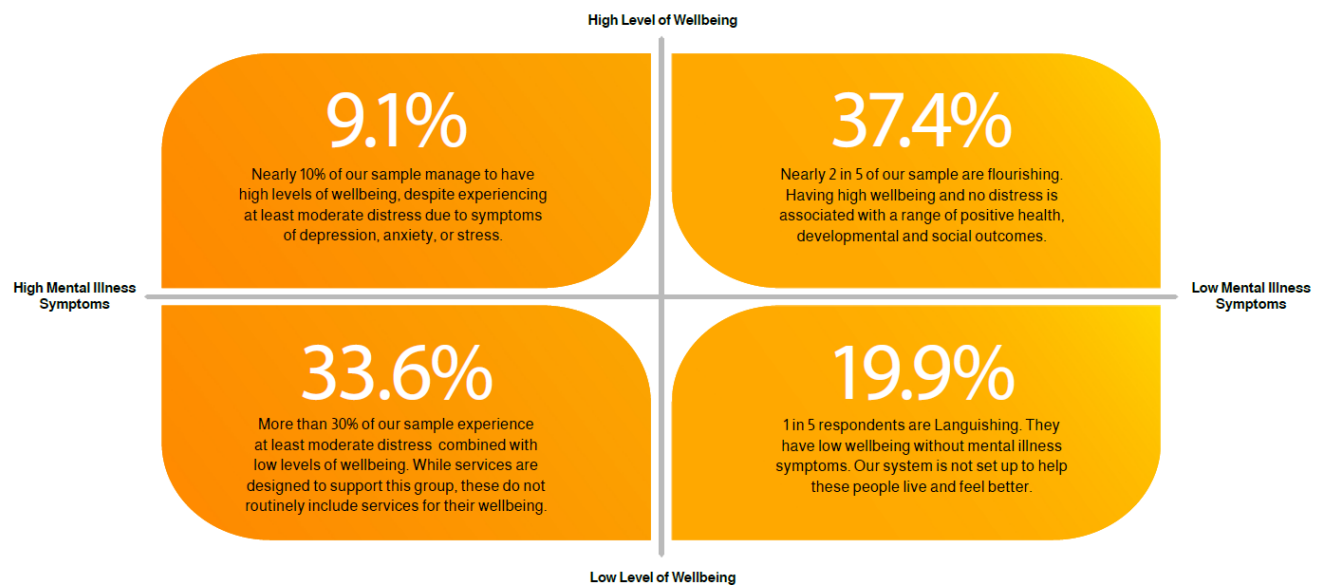 High Level of Wellbeing
9.1%
Nearly 10% of our sample manage to have
high levels of wellbeing, despite experiencing
at least moderate distress due to symptoms
of depression, anxiety, or stress.
37.4%
Nearly 2 in 5 of our sample are flourishing.
Having high wellbeing and no distress is
associated with a range of positive health,
developmental and social outcomes.
High Mental Illness
Symptoms
Low Mental Illness
Symptoms
33.6%
More than 30% of our sample experience
at least moderate distress combined with
low levels of wellbeing. While services are
designed to support this group, these do not
routinely include services for their wellbeing.
19.9%
1 in 5 respondents are Languishing. They
have low wellbeing without mental illness
symptoms. Our system is not set up to help
these people live and feel better.
Low Level of Wellbeing